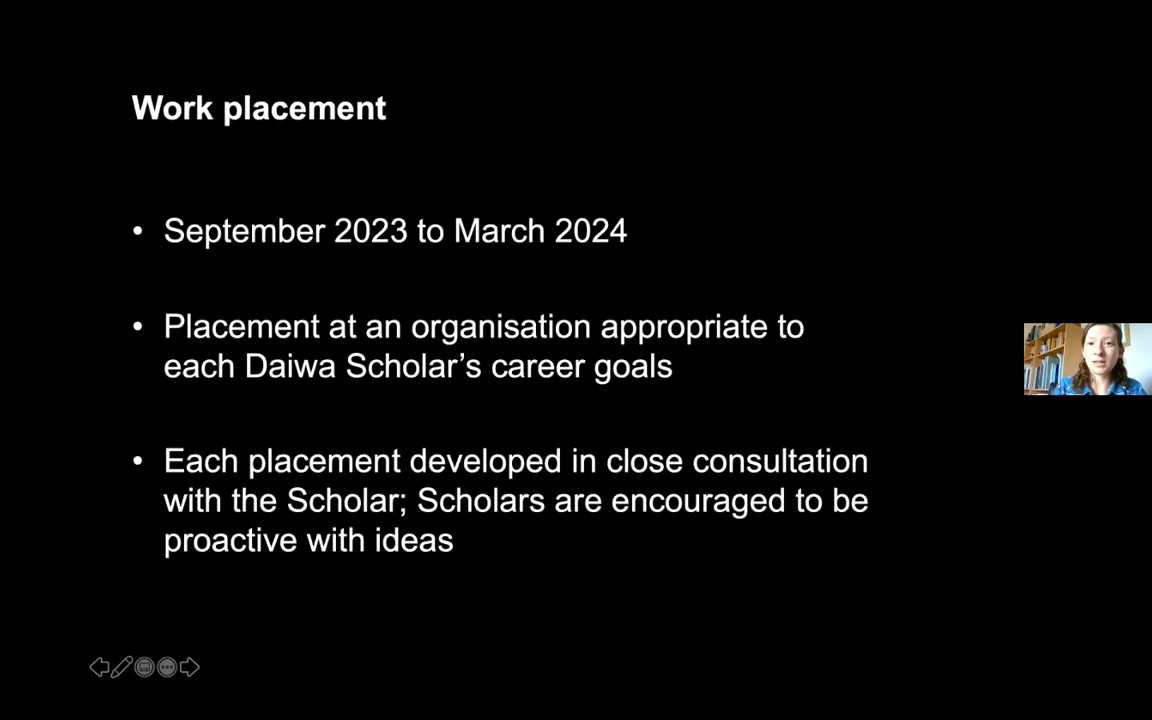 Work placement
• September 2023 to March 2024
• Placement at an organisation appropriate to
each Daiwa Scholar’s career goals
• Each placement developed in close consultation
with the Scholar; Scholars are encouraged to be
proactive with ideas